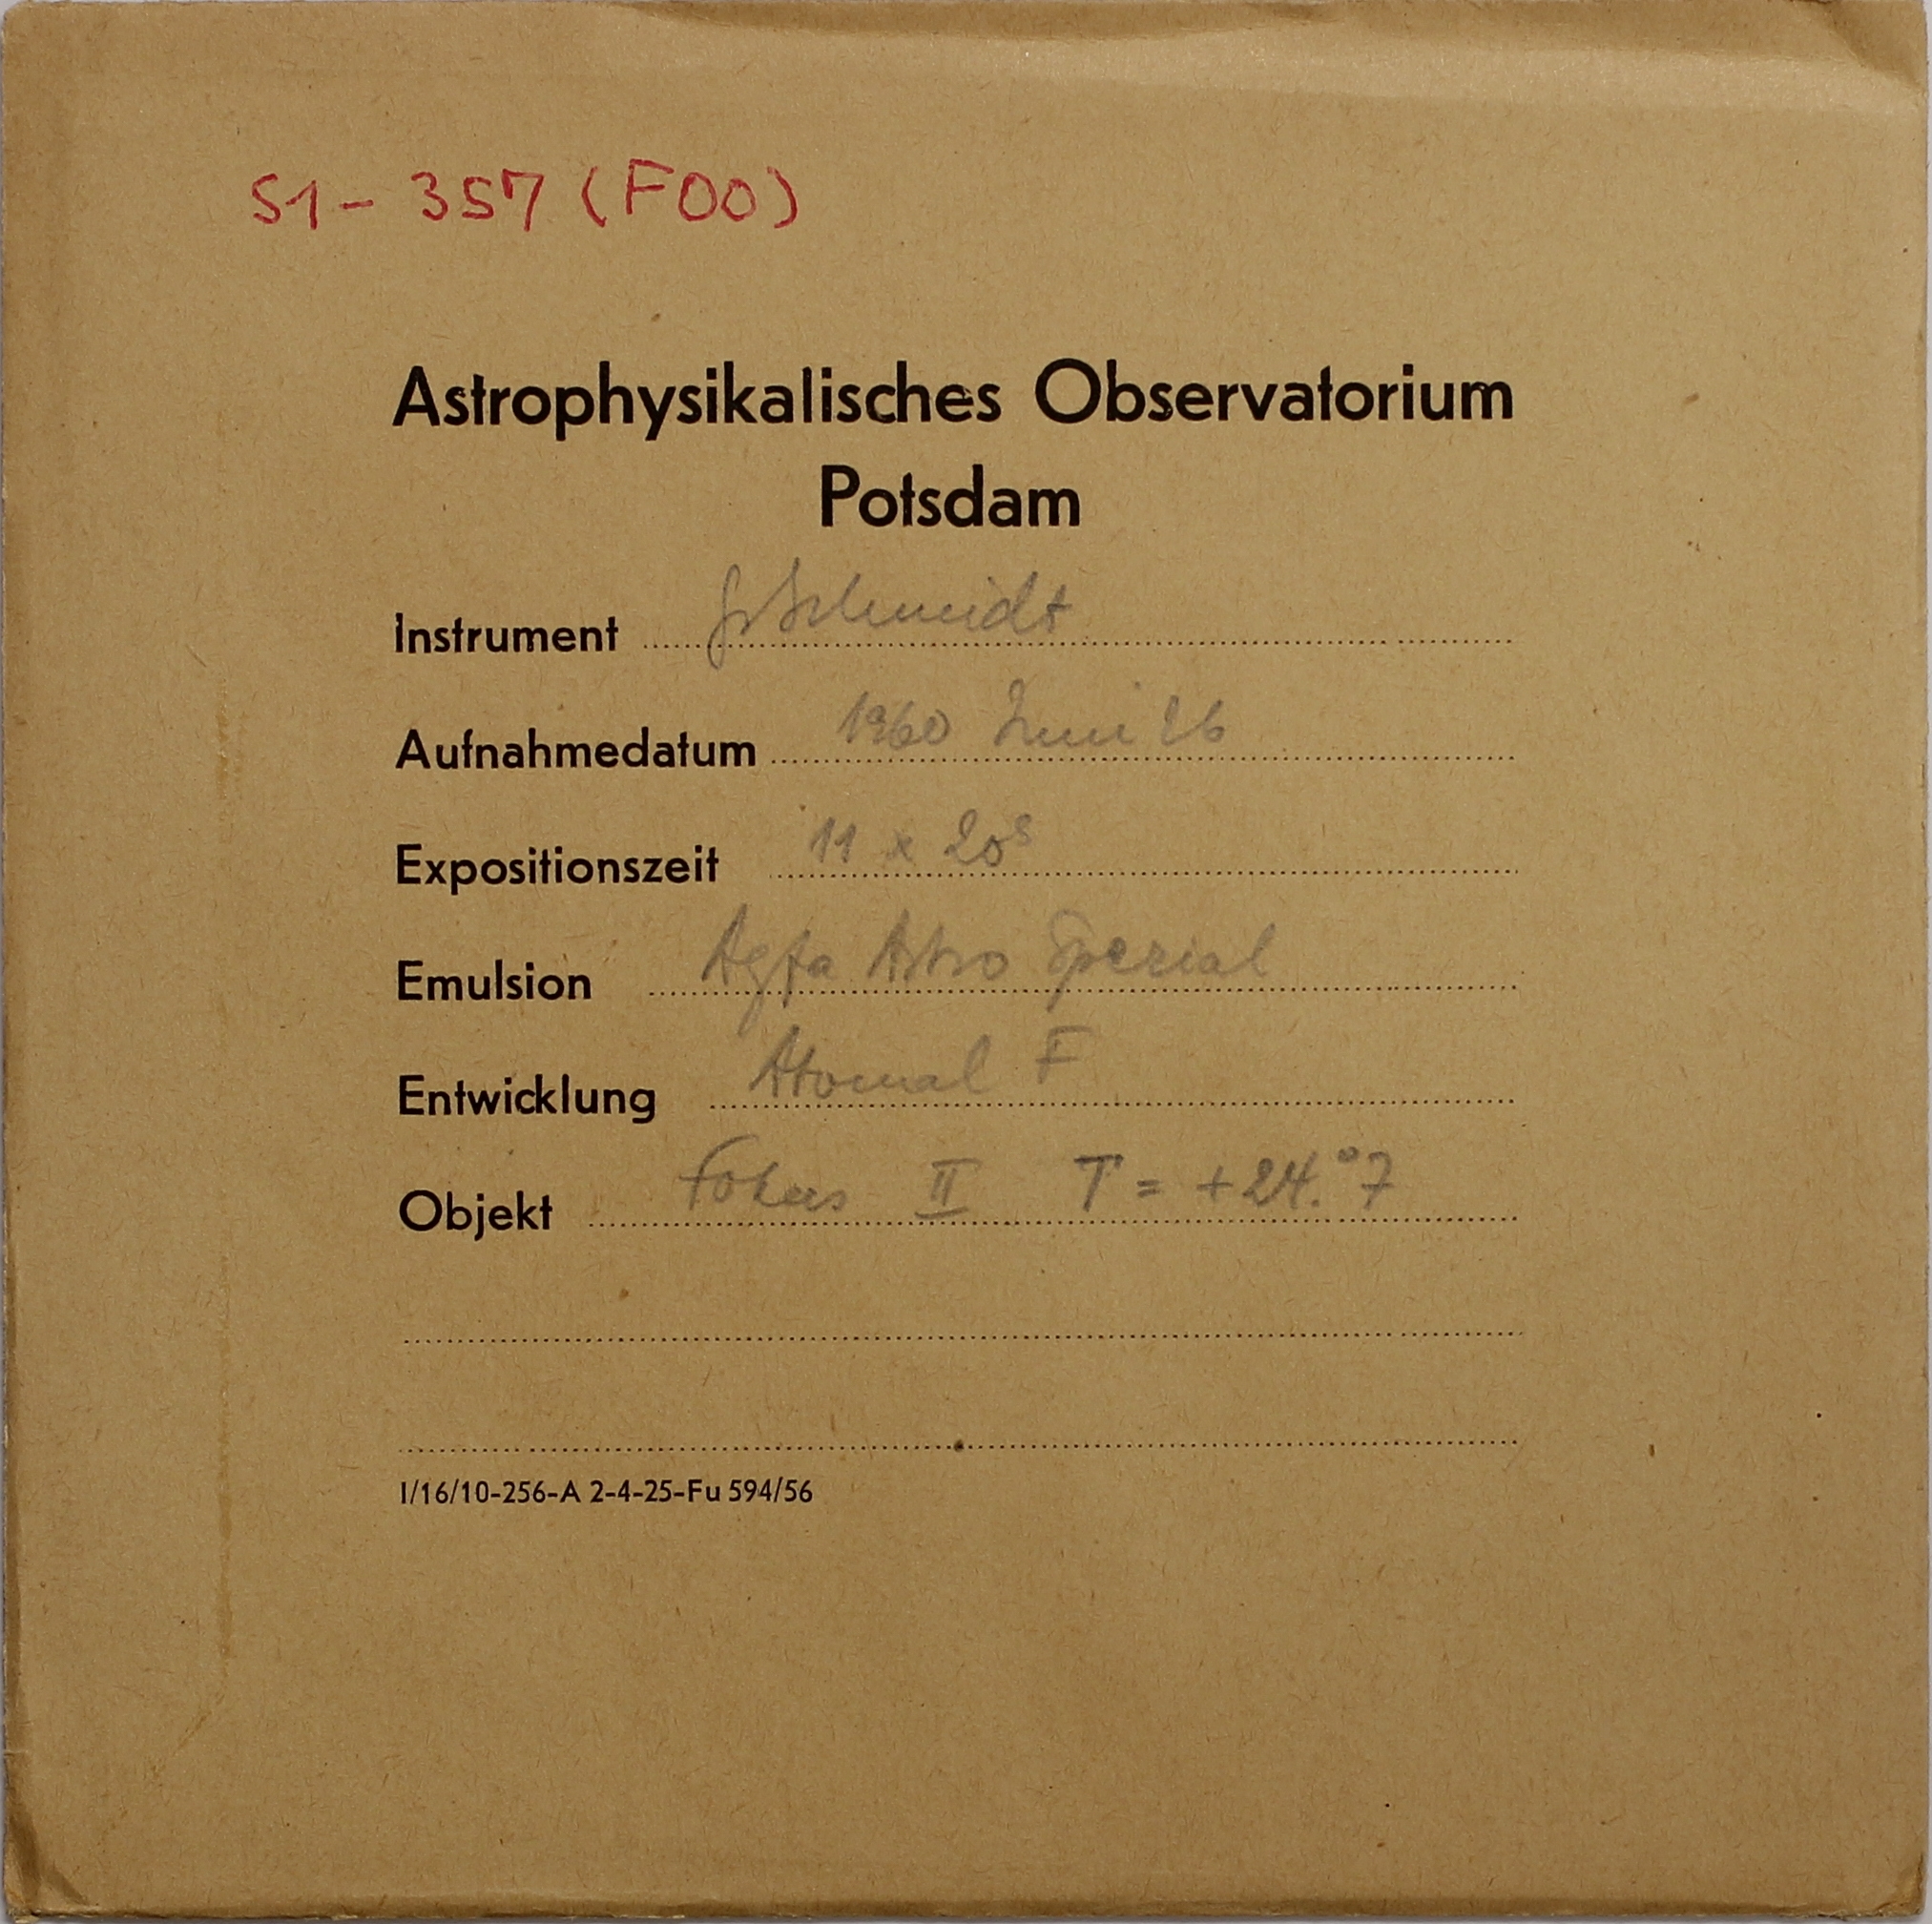 S1 - 357 (F00)
Astrophysikalisches Observatorium
Potsdam
Instrument Schmidt
Aufnahmedatum 1960 Juni 26
Expositionszeit 11 x 20s
Emulsion Agfa Astro Spezial
Entwicklung Atomal F
Objekt Fokus II T = +24.°7
I/16/10-256-A 2-4-25-Fu 594/56